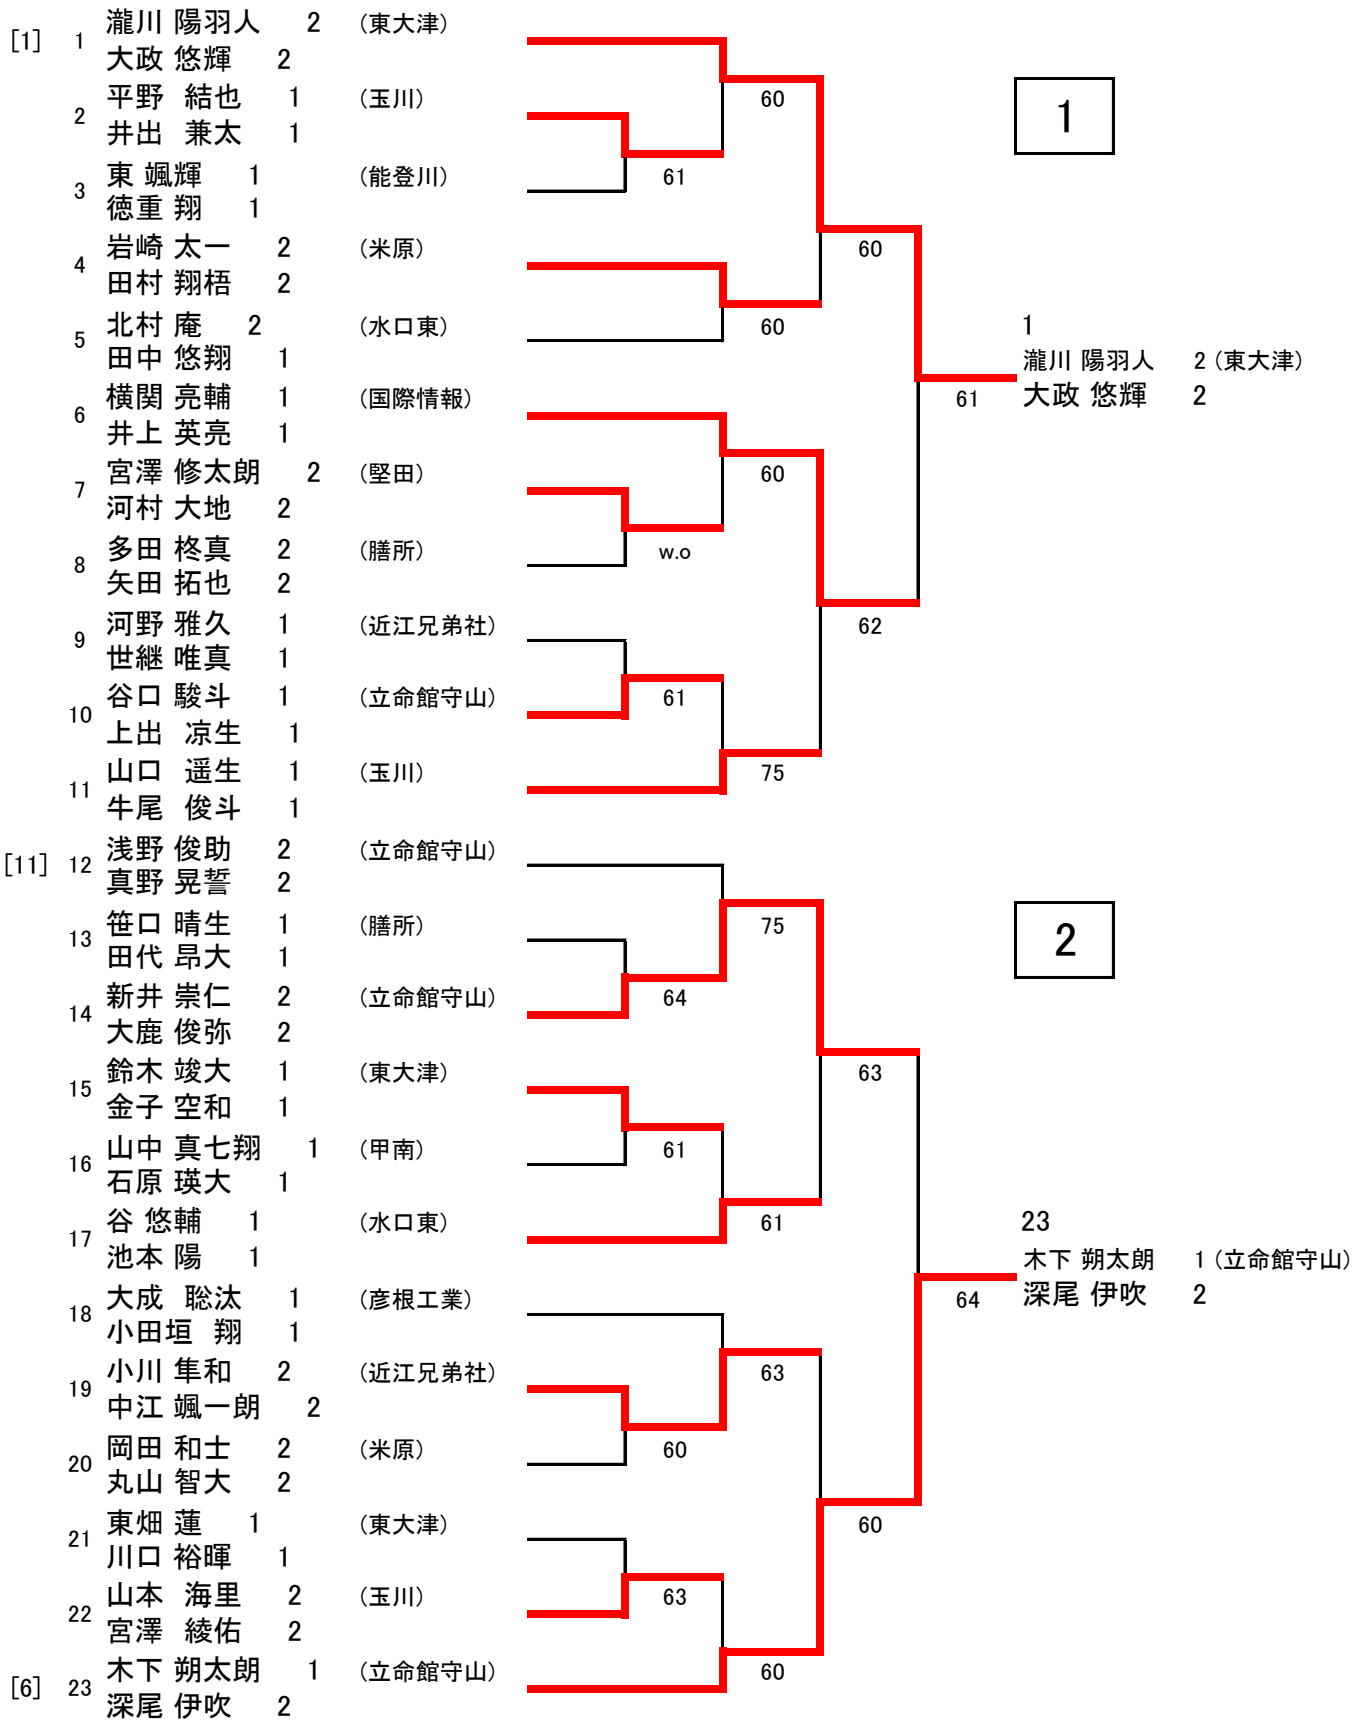 [1] 1 瀧川 陽羽人 2 (東大津)
大政 悠輝 2
2 平野 結也 1 (玉川)
井出 兼太 1
3 東 颯輝 1 (能登川)
徳重 翔 1
4 岩崎 太一 2 (米原)
田村 翔梧 2
5 北村 庵 2 (水口東)
田中 悠翔 1
6 横関 亮輔 1 (国際情報)
井上 英亮 1
7 宮澤 修太朗 2 (堅田)
河村 大地 2
8 多田 柊真 2 (膳所)
矢田 拓也 2
9 河野 雅久 1 (近江兄弟社)
世継 唯真 1
10 谷口 駿斗 1 (立命館守山)
上出 凉生 1
11 山口 遥生 1 (玉川)
牛尾 俊斗 1
[11] 12 浅野 俊助 2 (立命館守山)
真野 晃誓 2
13 笹口 晴生 1 (膳所)
田代 昂大 1
14 新井 崇仁 2 (立命館守山)
大鹿 俊弥 2
15 鈴木 竣大 1 (東大津)
金子 空和 1
16 山中 真七翔 1 (甲南)
石原 瑛大 1
17 谷 悠輔 1 (水口東)
池本 陽 1
18 大成 聡汰 1 (彦根工業)
小田垣 翔 1
19 小川 隼和 2 (近江兄弟社)
中江 颯一朗 2
20 岡田 和士 2 (米原)
丸山 智大 2
21 東畑 蓮 1 (東大津)
川口 裕暉 1
22 山本 海里 2 (玉川)
宮澤 綾佑 2
[6] 23 木下 朔太朗 1 (立命館守山)
深尾 伊吹 2
61
w.o
61
64
61
60
63
60
60
60
75
75
61
63
60
60
62
63
60
61
64
1
1
瀧川 陽羽人 2 (東大津)
大政 悠輝 2
2
23
木下 朔太朗 1 (立命館守山)
深尾 伊吹 2